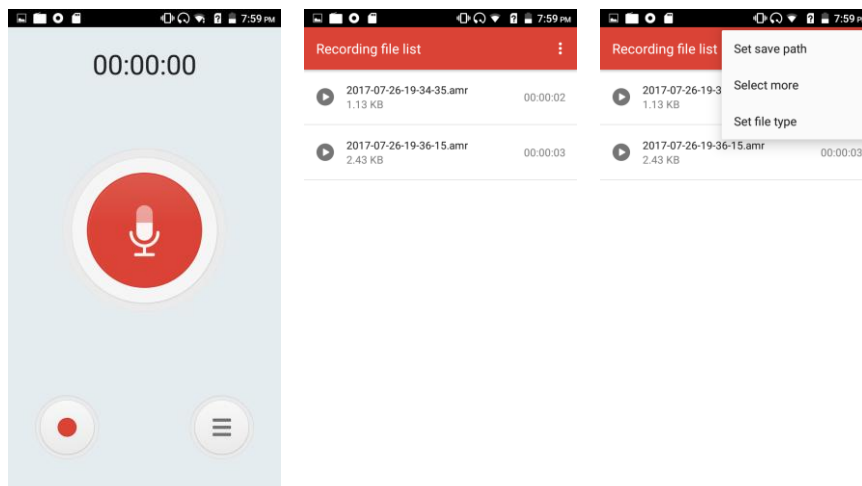 7:59 PM
00:00:00
7:59 PM
Recording file list
2017-07-26-19-34-35.amr
1.13 KB
00:00:02
2017-07-26-19-36-15.amr
2.43 KB
00:00:03
7:59 P
Recording file list
Set save path
Select more
Set file type
2017-07-26-19-3
1.13 KB
2017-07-26-19-36-15.amr
2.43 KB
00:00:03